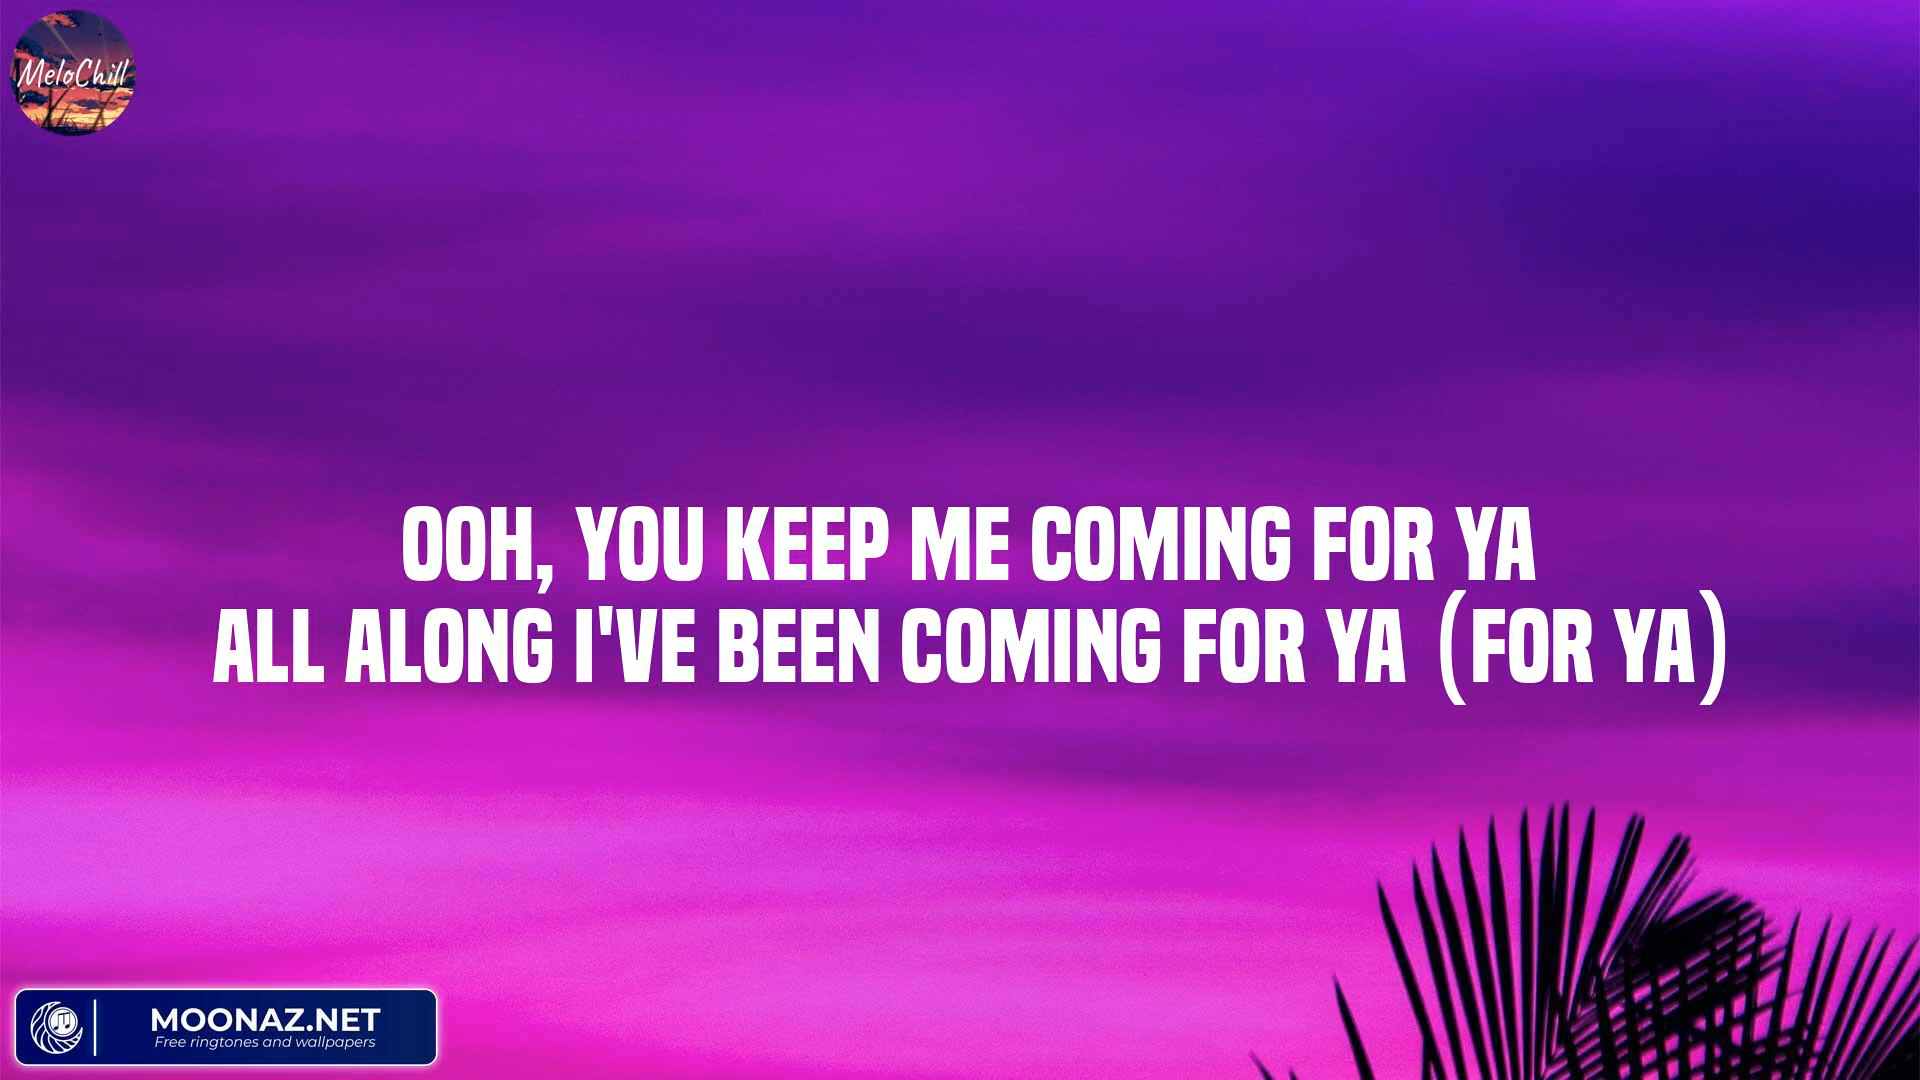 MeloChill
OOH, YOU KEEP ME COMING FOR YA
ALL ALONG I'VE BEEN COMING FOR YA (FOR YA)
MOONAZ.NET
Free ringtones and wallpapers